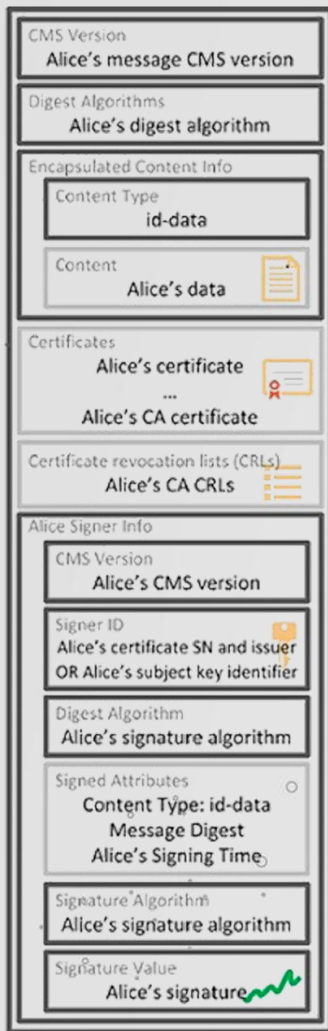 CMS Version
Alice's message CMS version
Digest Algorithms
Alice's digest algorithm
Encapsulated Content Info
Content Type
id-data
Content
Alice's data
Certificates
Alice's certificate
...
Alice's CA certificate
Certificate revocation lists (CRLs)
Alice's CA CRLs
Alice Signer Info
CMS Version
Alice's CMS version
Signer ID
Alice's certificate SN and issuer
OR Alice's subject key identifier
Digest Algorithm
Alice's signature algorithm
Signed Attributes
Content Type: id-data
Message Digest
Alice's Signing Time
Signature Algorithm
Alice's signature algorithm
Signature Value
Alice's signature